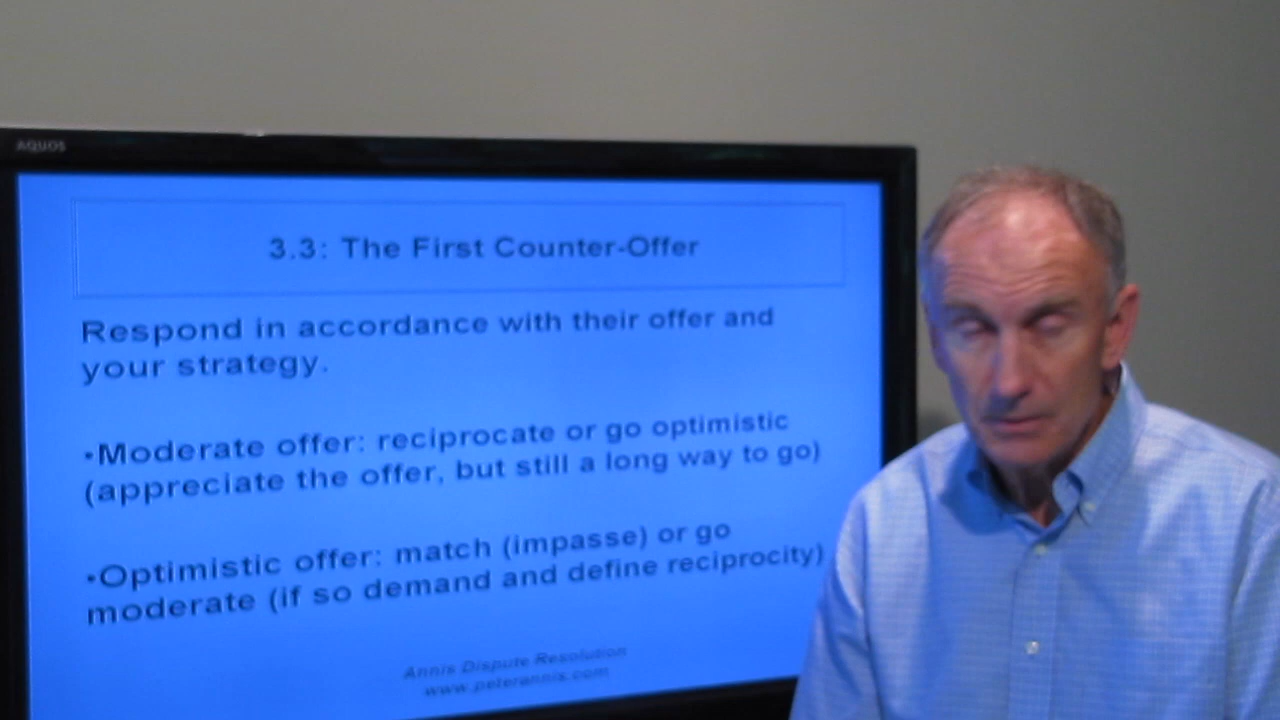 AQUOS
3.3: The First Counter-Offer
Respond in accordance with their offer and
your strategy.
•Moderate offer: reciprocate or go optimistic
(appreciate the offer, but still a long way to go)
•Optimistic offer: match (impasse) or go
moderate (if so demand and define reciprocity)
Annis Dispute Resolution
www.peterannis.com